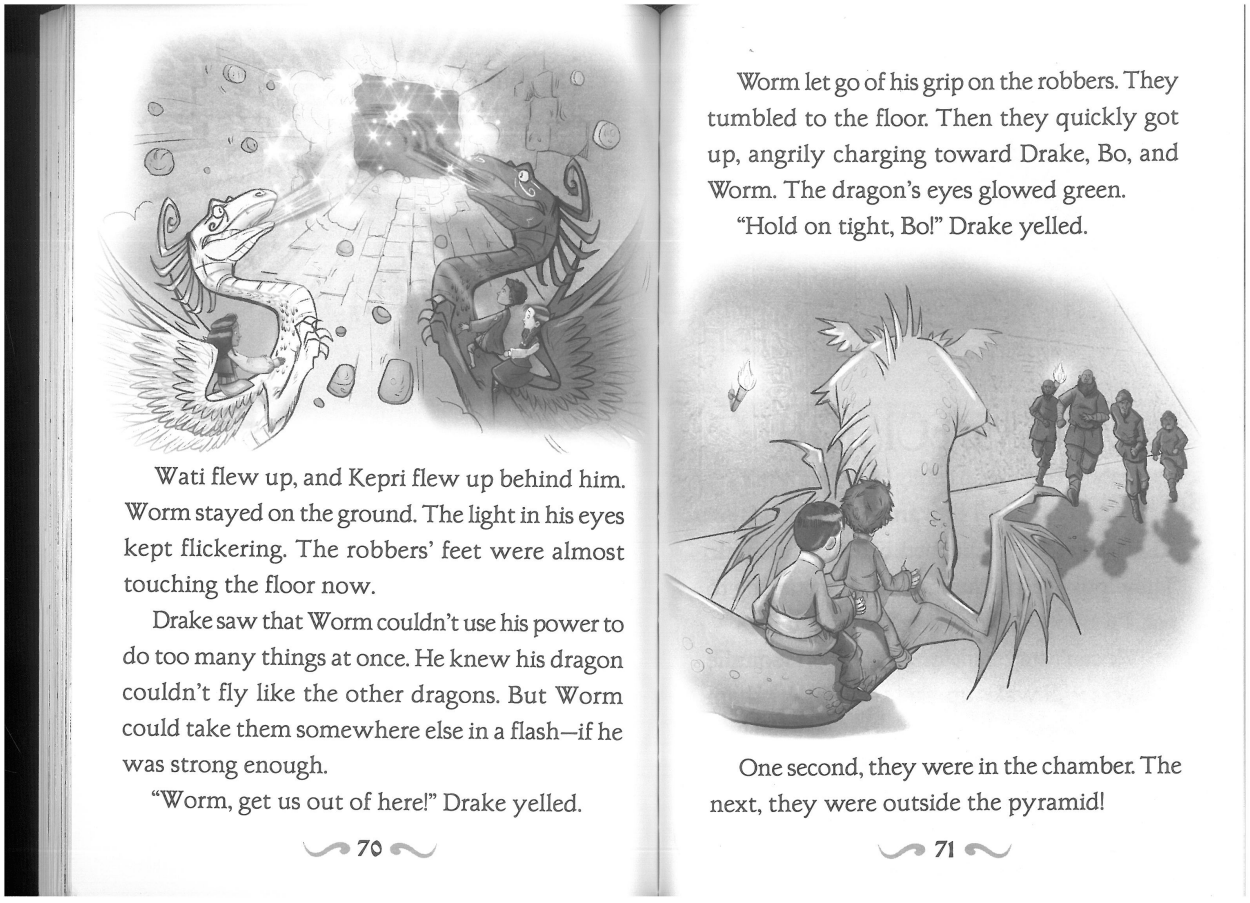 Wati flew up, and Kepri flew up behind him.
Worm stayed on the ground. The light in his eyes
kept flickering. The robbers' feet were almost
touching the floor now.
Drake saw that Worm couldn't use his power to
do too many things at once. He knew his dragon
couldn't fly like the other dragons. But Worm
could take them somewhere else in a flash—if he
was strong enough.
“Worm, get us out of here!” Drake yelled.
70
Worm let go of his grip on the robbers. They
tumbled to the floor. Then they quickly got
up, angrily charging toward Drake, Bo, and
Worm. The dragon's eyes glowed green.
“Hold on tight, Bo!” Drake yelled.
One second, they were in the chamber. The
next, they were outside the pyramid!
71